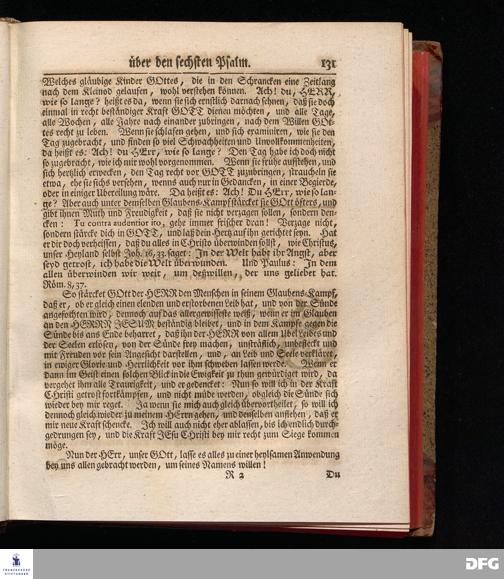 über den sechsten Psalm. 131
Welches gläubige Kinder GOttes, die in den Schrancken eine Zeitlang
nach dem Kleinod gelaufen, wohl verstehen können. Ach! du, HERR,
wie so lange? heißt es da, wenn sie sich ernstlich darnach sehnen, daß sie doch
einmal in recht beständiger Kraft GOTT dienen möchten, und alle Tage,
alle Wochen, alle Jahre nach einander zubringen, nach dem Willen GOt-
tes recht zu leben. Wenn sie schlafen gehen, und sich examiniren, wie sie den
Tag zugebracht, und finden so viel Schwachheiten und Unvollkommenheiten,
da heißt es: Ach! du HErr, wie so lange? Den Tag habe ich doch nicht
so zugebracht, wie ich mir wohl vorgenommen. Wenn sie frühe aufstehen, und
sich hertzlich erwecken, den Tag recht vor GOTT zuzubringen, straucheln sie
etwa, ehe sie sichs versehen, wenns auch nur in Gedancken, in einer Begierde,
oder in einiger Übereilung wäre. Da heißt es: Ach! Du HErr, wie so lan-
ge? Aber auch unter demselben Glaubens-Kampf stärcket sie GOtt öfters, und
gibt ihnen Muth und Freudigkeit, daß sie nicht verzagen sollen, sondern den-
cken: Tu contra audentior ito, gehe immer frischer dran! Verzage nicht,
sondern stärcke dich in GOTT, und laß dein Hertz auf ihn gerichtet seyn. Hat
er dir doch verheissen, daß du alles in Christo überwinden sollst, wie Christus,
unser Heyland selbst Joh. 16, 33. saget: In der Welt habt ihr Angst, aber
seyd getrost, ich habe die Welt überwunden. Und Paulus: In dem
allen überwinden wir weit, um deßwillen, der uns geliebet hat.
Röm. 8, 37.
So stärcket GOtt der HERR den Menschen in seinem Glaubens-Kampf,
daß er, ob er gleich einen elenden und erstorbenen Leib hat, und von der Sünde
angefochten wird, dennoch auf das allergewisseste weiß, wenn er im Glauben
an den HERRN JESUM beständig bleibet, und in dem Kampfe gegen die
Sünde bis ans Ende beharret, daß ihn der HERR von allem Übel Leibes und
der Seelen erlösen, von der Sünde frey machen, unsträflich, unbefleckt und
mit Freuden vor sein Angesicht darstellen, und, an Leib und Seele verkläret,
in ewiger Glorie und Herrlichkeit vor ihm schweben lassen werde. Wenn er
dann im Geist einen solchen Blick in die Ewigkeit zu thun gewürdiget wird, da
vergehet ihm alle Traurigkeit, und er gedencket: Nun so will ich in der Kraft
CHristi getrost fortkämpfen, und nicht müde werden, obgleich die Sünde sich
wieder bey mir reget. Ja wenn sie mich auch gleich übervortheilet, so will ich
dennoch gleich wieder zu meinem HErrn gehen, und denselben anflehen, daß er
mir neue Kraft schencke. Ich will auch nicht eher ablassen, bis ich endlich durch-
gedrungen sey, und die Kraft JEsu CHristi bey mir recht zum Siege kommen
möge.
Nun der HErr, unser GOtt, lasse es alles zu einer heylsamen Anwendung
bey uns allen gebracht werden, um seines Namens willen!
R 2 Du
FRANCKESCHE STIFTUNGEN
DFG